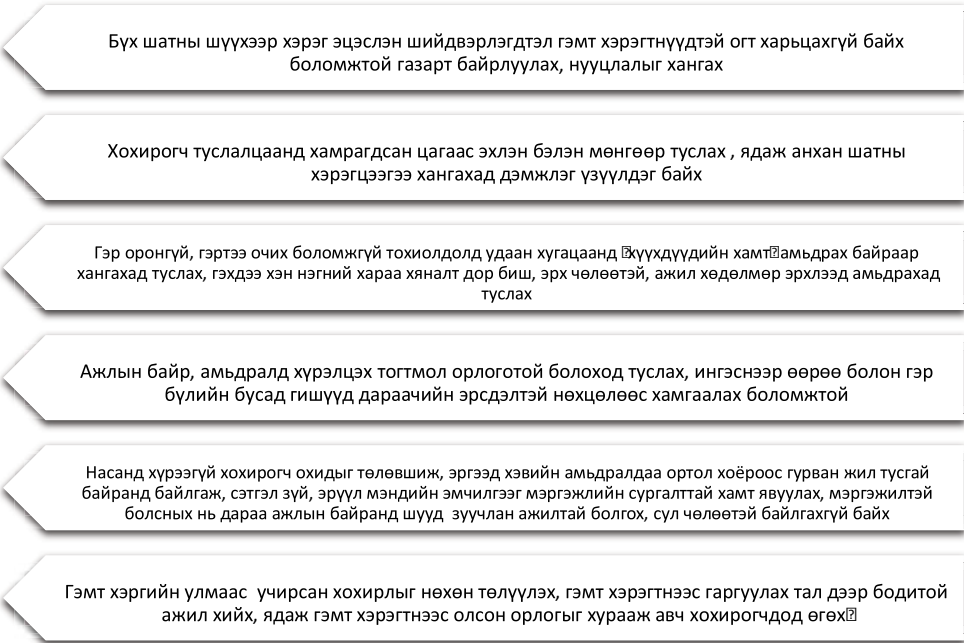 Бүх шатны шүүхээр хэрэг эцэслэн шийдвэрлэгдтэл гэмт хэрэгтнүүдтэй огт харьцахгүй байх
боломжтой газарт байрлуулах, нууцлалыг хангах
Хохирогч туслалцаанд хамрагдсан цагаас эхлэн бэлэн мөнгөөр туслах , ядаж анхан шатны
хэрэгцээгээ хангахад дэмжлэг үзүүлдэг байх
Гэр оронгүй, гэртээ очих боломжгүй тохиолдолд удаан хугацаанд хүүхдүүдийн хамт амьдрах байраар
хангахад туслах, гэхдээ хэн нэгний хараа хяналт дор биш, эрх чөлөөтэй, ажил хөдөлмөр эрхлээд амьдрахад
туслах
Ажлын байр, амьдралд хүрэлцэх тогтмол орлоготой болоход туслах, ингэснээр өөрөө болон гэр
бүлийн бусад гишүүд дараачийн эрсдэлтэй нөхцөлөөс хамгаалах боломжтой
Насанд хүрээгүй хохирогч охидыг төлөвшиж, эргээд хэвийн амьдралдаа ортол хоёроос гурван жил тусгай
байранд байлгаж, сэтгэл зүй, эрүүл мэндийн эмчилгээг мэргэжлийн сургалттай хамт явуулах, мэргэжилтэй
болсных нь дараа ажлын байранд шууд зуучлан ажилтай болгох, сул чөлөөтэй байлгахгүй байх
Гэмт хэргийн улмаас учирсан хохирлыг нөхөн төлүүлэх, гэмт хэрэгтнээс гаргуулах тал дээр бодитой
ажил хийх, ядаж гэмт хэрэгтнээс олсон орлогыг хурааж авч хохирогчдод өгөх